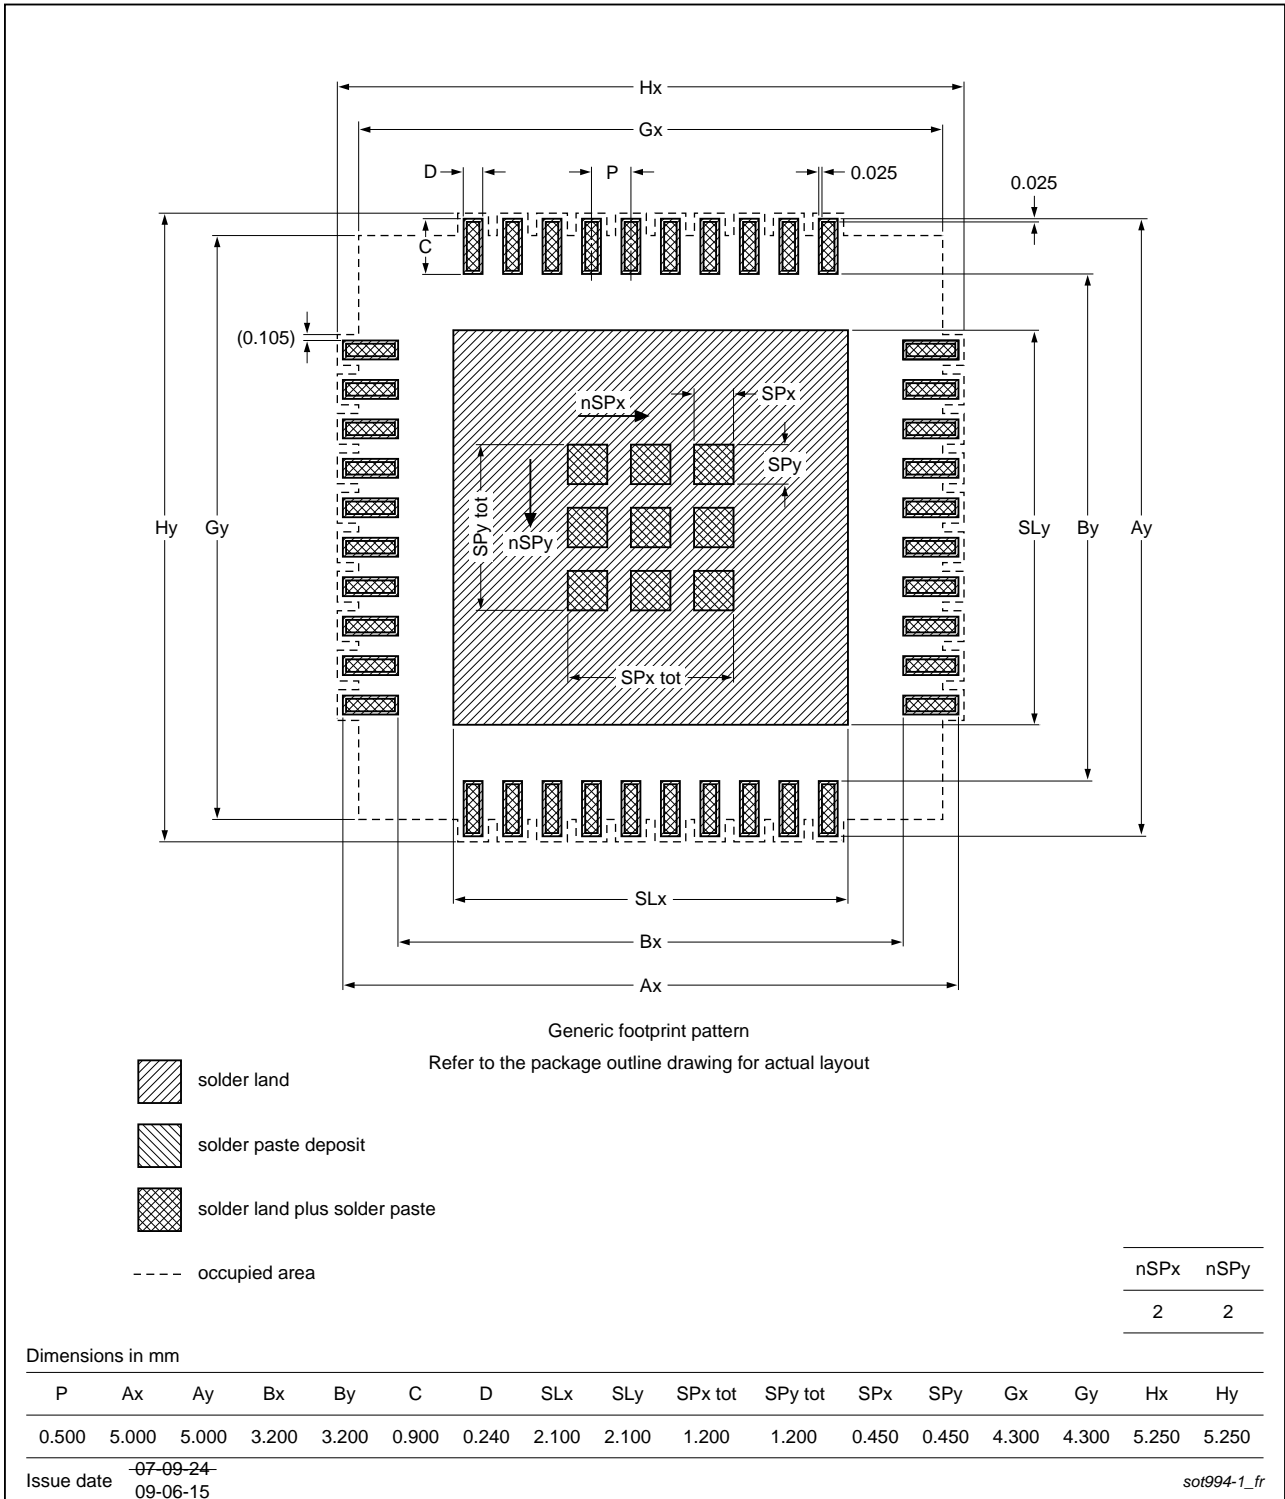 Hx
Gx
D
P
0.025
0.025
C
(0.105)
nSPx
SPx
SPy
SPy tot
nSPy
Hy
Gy
SLy
By
Ay
SPx tot
SLx
Bx
Ax
Generic footprint pattern
Refer to the package outline drawing for actual layout
solder land
solder paste deposit
solder land plus solder paste
occupied area
nSPx nSPy
2 2
Dimensions in mm
P Ax Ay Bx By C D SLx SLy SPx tot SPy tot SPx SPy Gx Gy Hx Hy
0.500 5.000 5.000 3.200 3.200 0.900 0.240 2.100 2.100 1.200 1.200 0.450 0.450 4.300 4.300 5.250 5.250
Issue date 07-09-24
09-06-15
sot994-1_fr